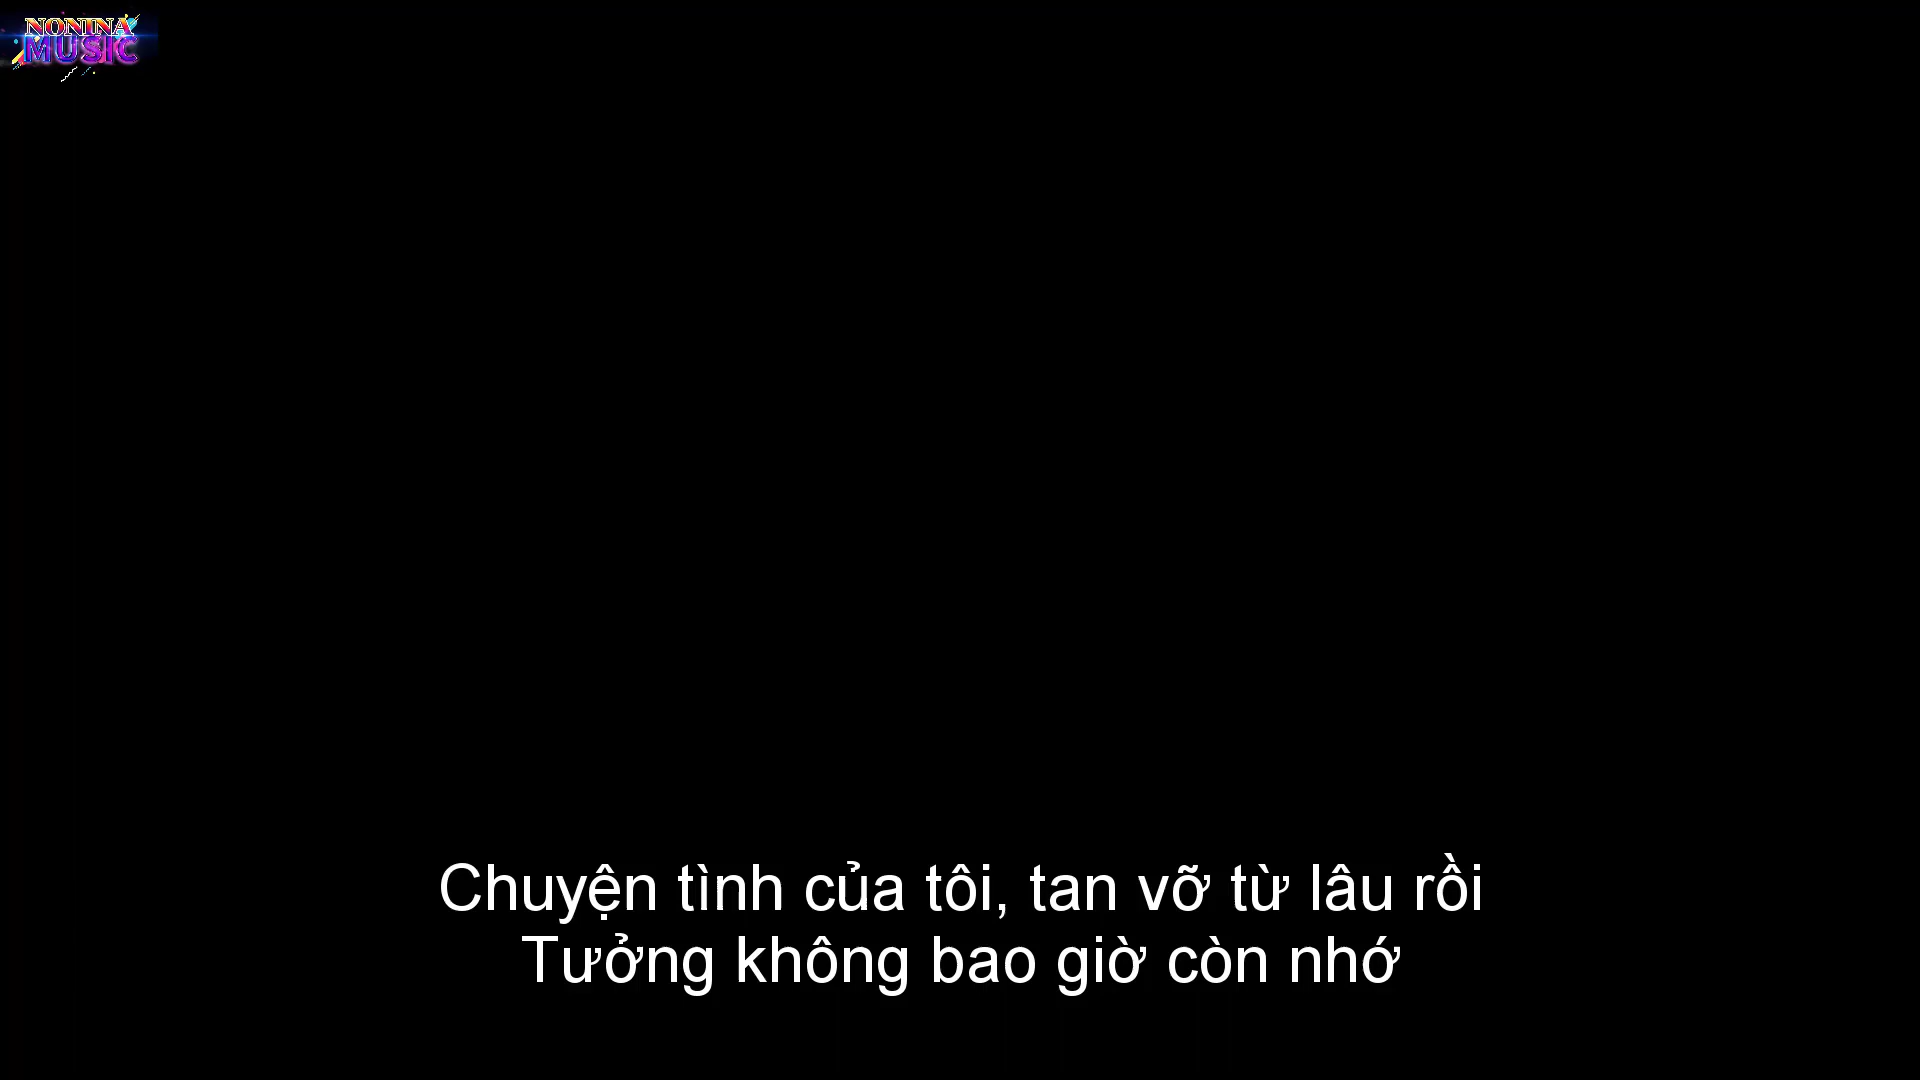 NONINA
MUSIC
Chuyện tình của tôi, tan vỡ từ lâu rồi
Tưởng không bao giờ còn nhớ